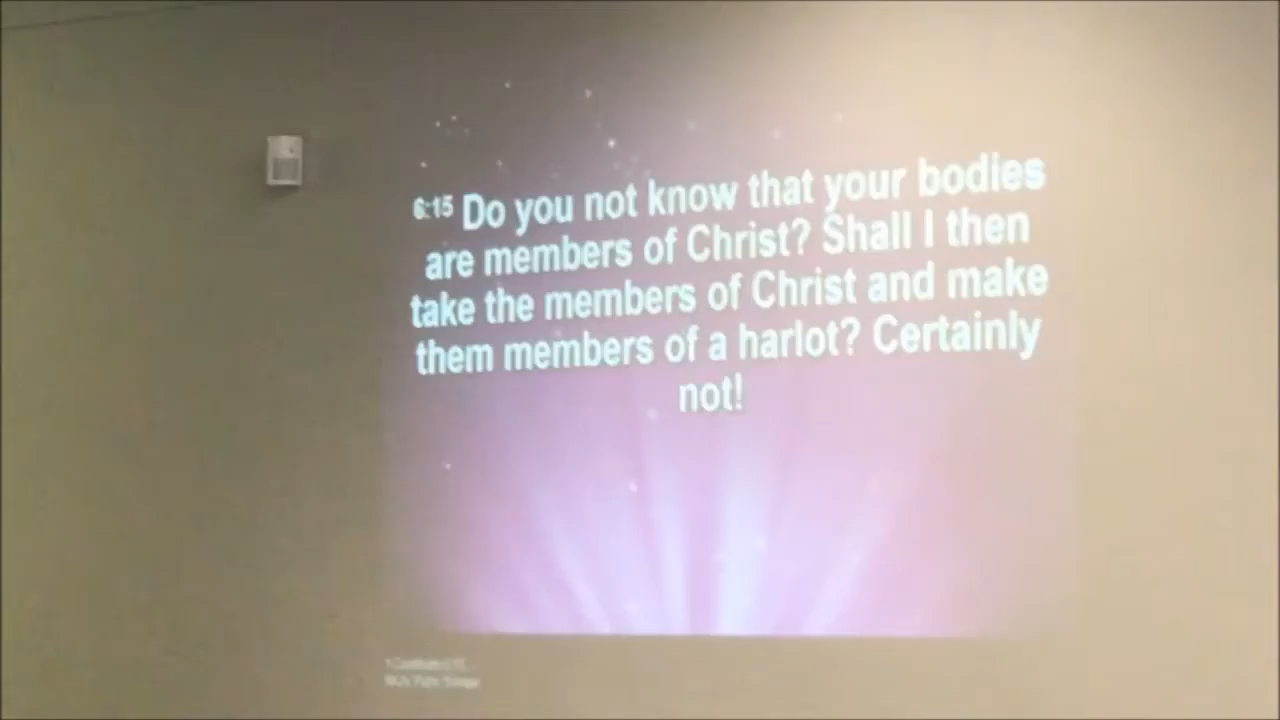 6:15 Do you not know that your bodies
are members of Christ? Shall I then
take the members of Christ and make
them members of a harlot? Certainly
not!